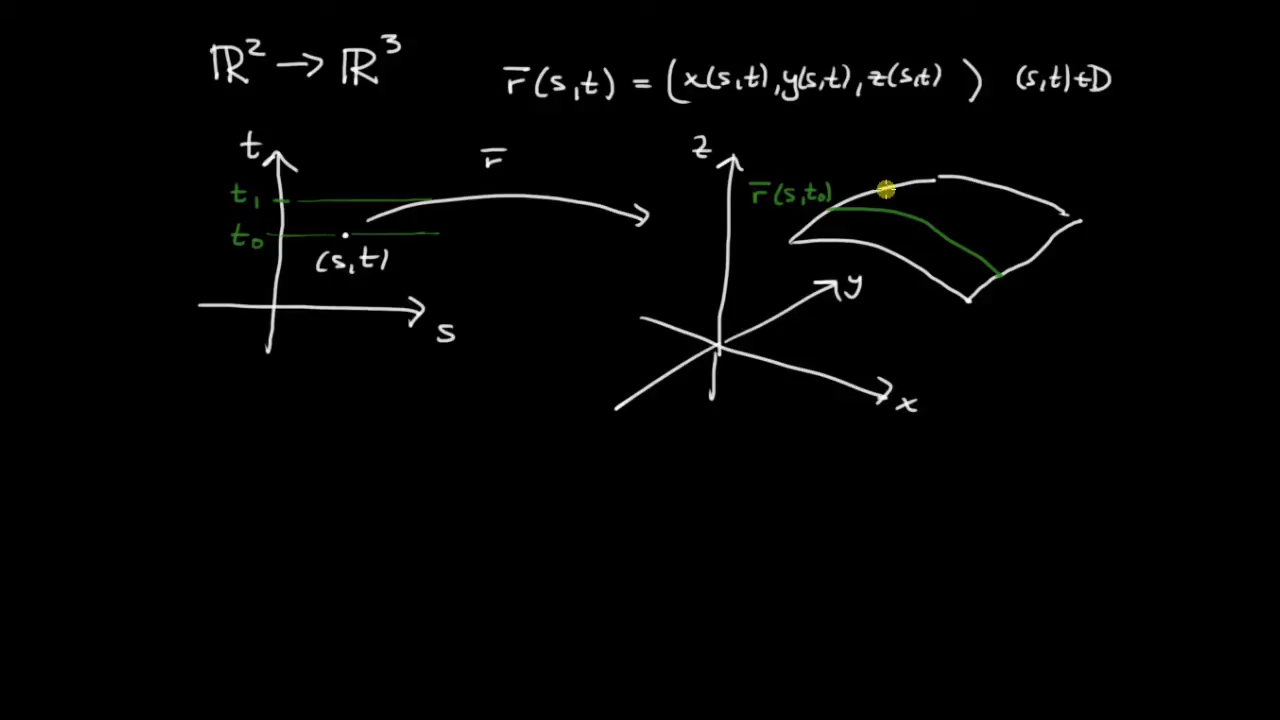 ℝ² → ℝ³
r̅(s,t) = (x(s,t), y(s,t), z(s,t) ) (s,t)∈D
t
r̅
z
t₁
r̅(s,t₀)
t₀
(s,t)
y
s
x